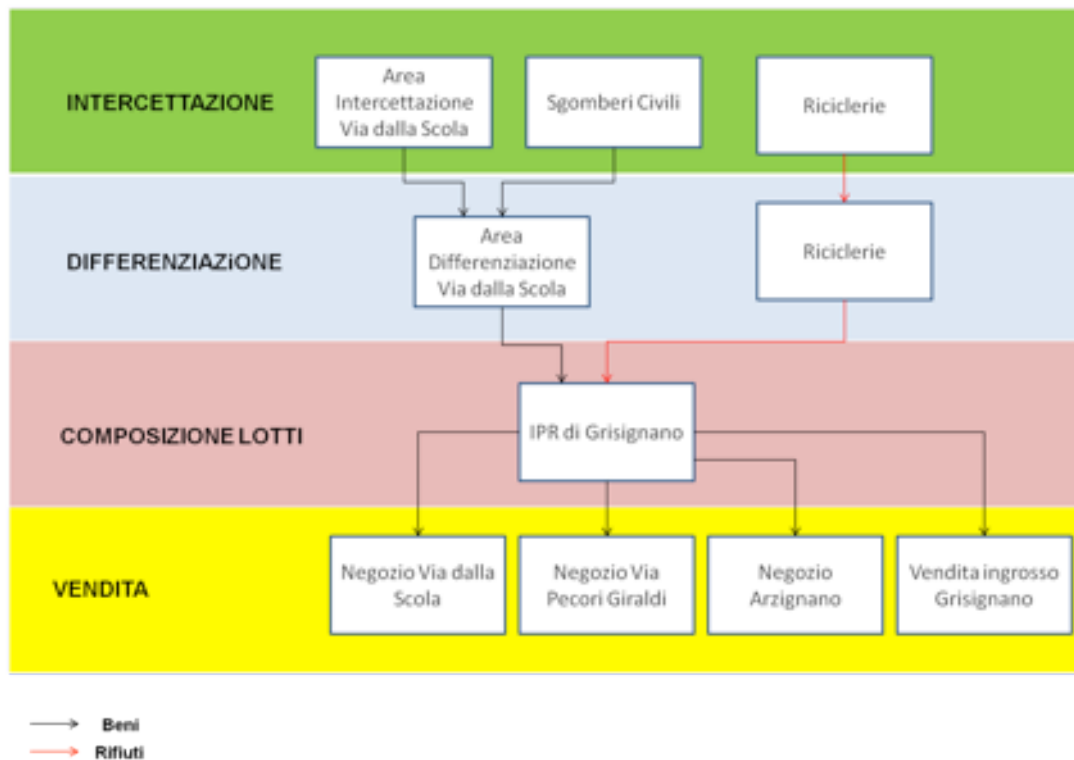 INTERCETTAZIONE
Area
Intercettazione
Via dalla Scola
Sgomberi Civili
Riciclerie
DIFFERENZIAZiONE
Area
Differenziazione
Via dalla Scola
Riciclerie
COMPOSIZIONE LOTTI
IPR di Grisignano
VENDITA
Negozio Via dalla
Scola
Negozio Via
Pecori Giraldi
Negozio
Arzignano
Vendita ingrosso
Grisignano
Beni
Rifiuti